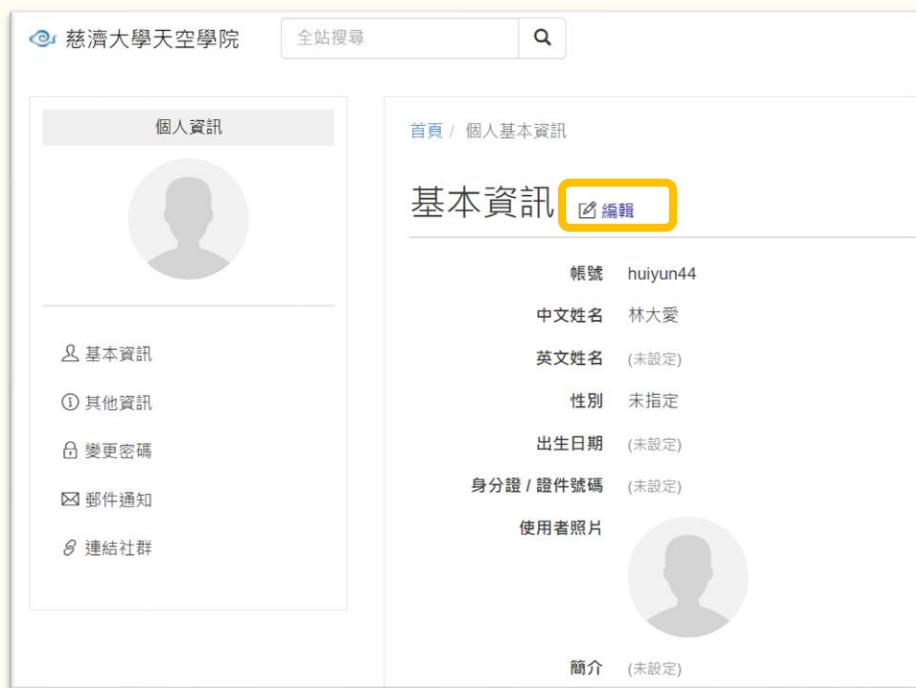 慈濟大學天空學院
全站搜尋
個人資訊
基本資訊
其他資訊
變更密碼
郵件通知
連結社群
首頁 / 個人基本資訊
基本資訊 編輯
帳號 huiyun44
中文姓名 林大愛
英文姓名 (未設定)
性別 未指定
出生日期 (未設定)
身分證 / 證件號碼 (未設定)
使用者照片
簡介 (未設定)